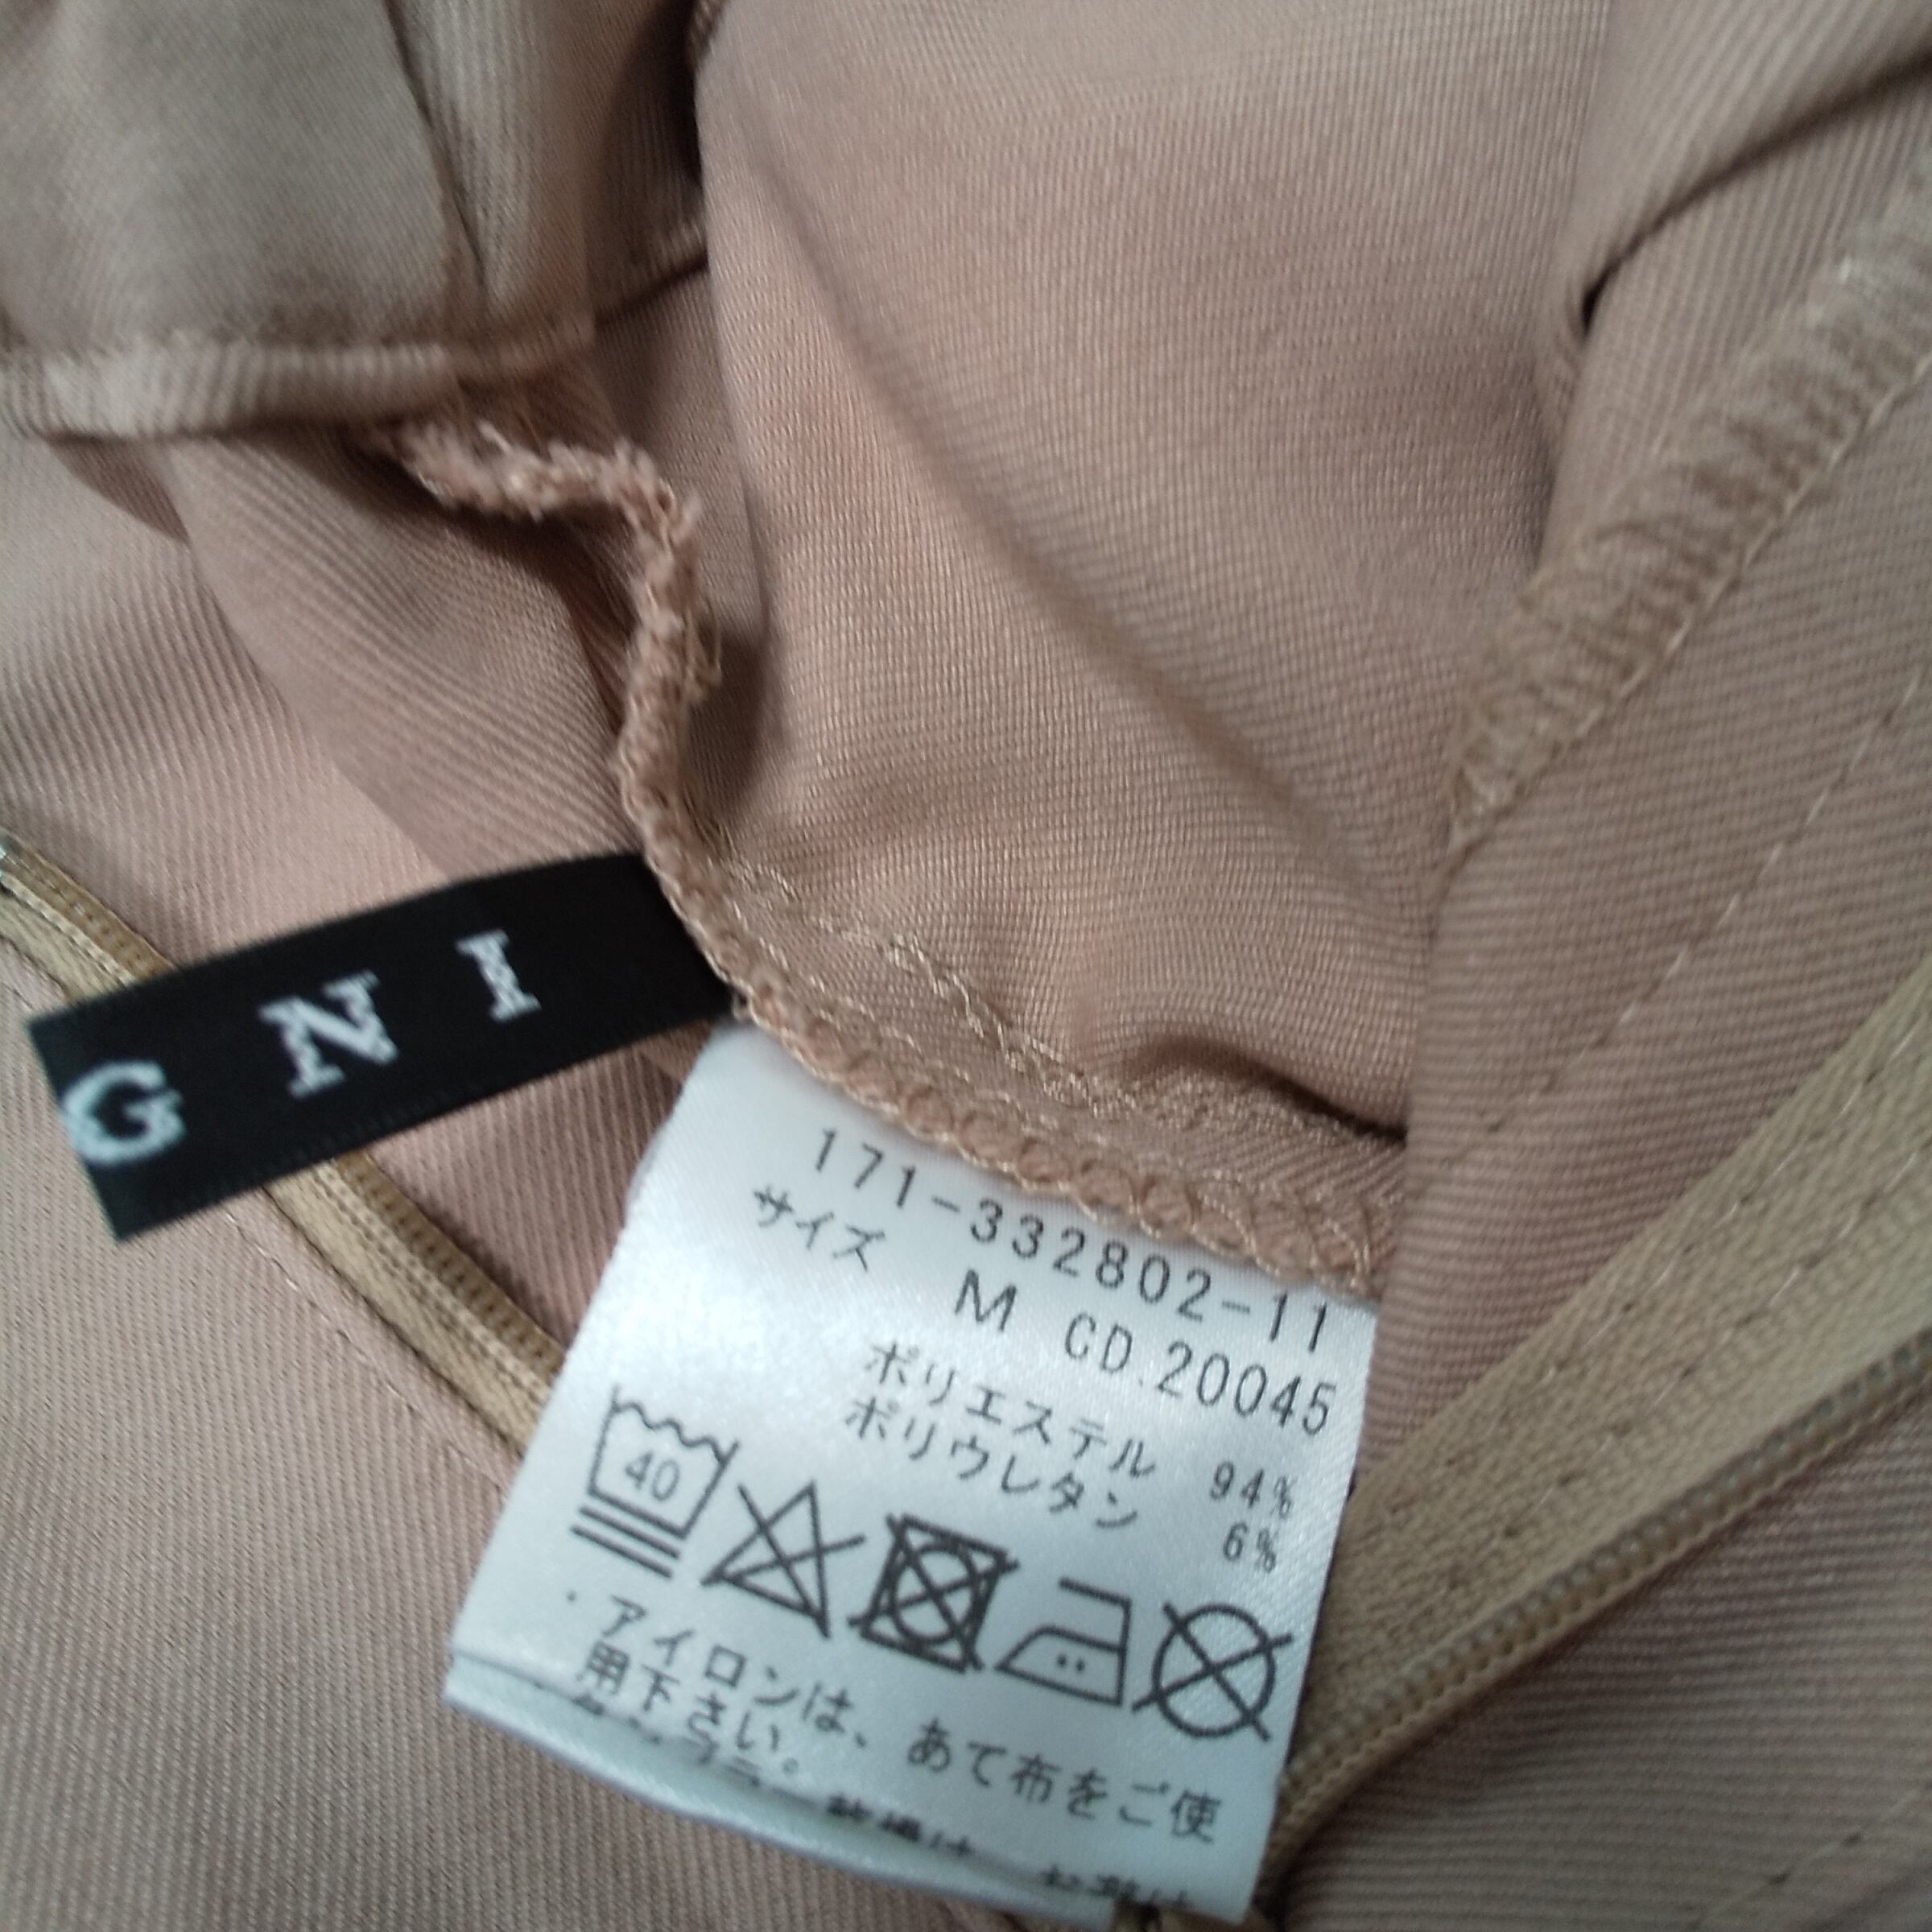 G N I
171-332802-11
サイズ M CD.20045
ポリエステル 94%
ポリウレタン 6%
40
・アイロンは、あて布をご使
用下さい。